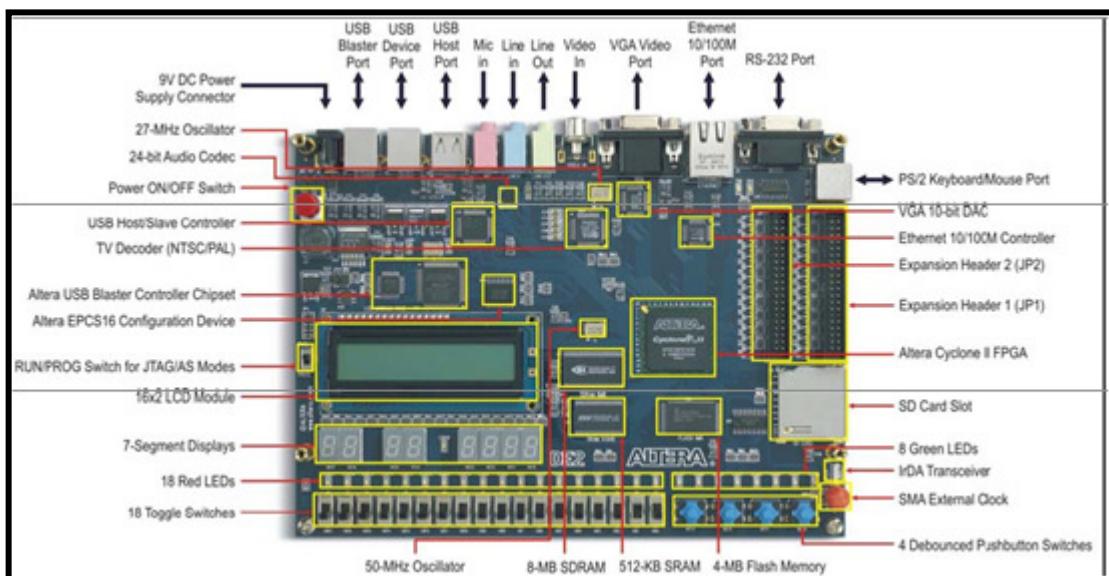 USB
Blaster
Port
USB
Device
Port
USB
Host
Port
Mic
in
Line
in
Line
Out
Video
In
VGA Video
Port
Ethernet
10/100M
Port
RS-232 Port
9V DC Power
Supply Connector
27-MHz Oscillator
24-bit Audio Codec
Power ON/OFF Switch
USB Host/Slave Controller
TV Decoder (NTSC/PAL)
Altera USB Blaster Controller Chipset
Altera EPCS16 Configuration Device
RUN/PROG Switch for JTAG/AS Modes
16x2 LCD Module
7-Segment Displays
18 Red LEDs
18 Toggle Switches
PS/2 Keyboard/Mouse Port
VGA 10-bit DAC
Ethernet 10/100M Controller
Expansion Header 2 (JP2)
Expansion Header 1 (JP1)
Altera Cyclone II FPGA
SD Card Slot
8 Green LEDs
IrDA Transceiver
SMA External Clock
4 Debounced Pushbutton Switches
ALTERA
Cyclone II
DE2 ALTERA
50-MHz Oscillator
8-MB SDRAM
512-KB SRAM
4-MB Flash Memory